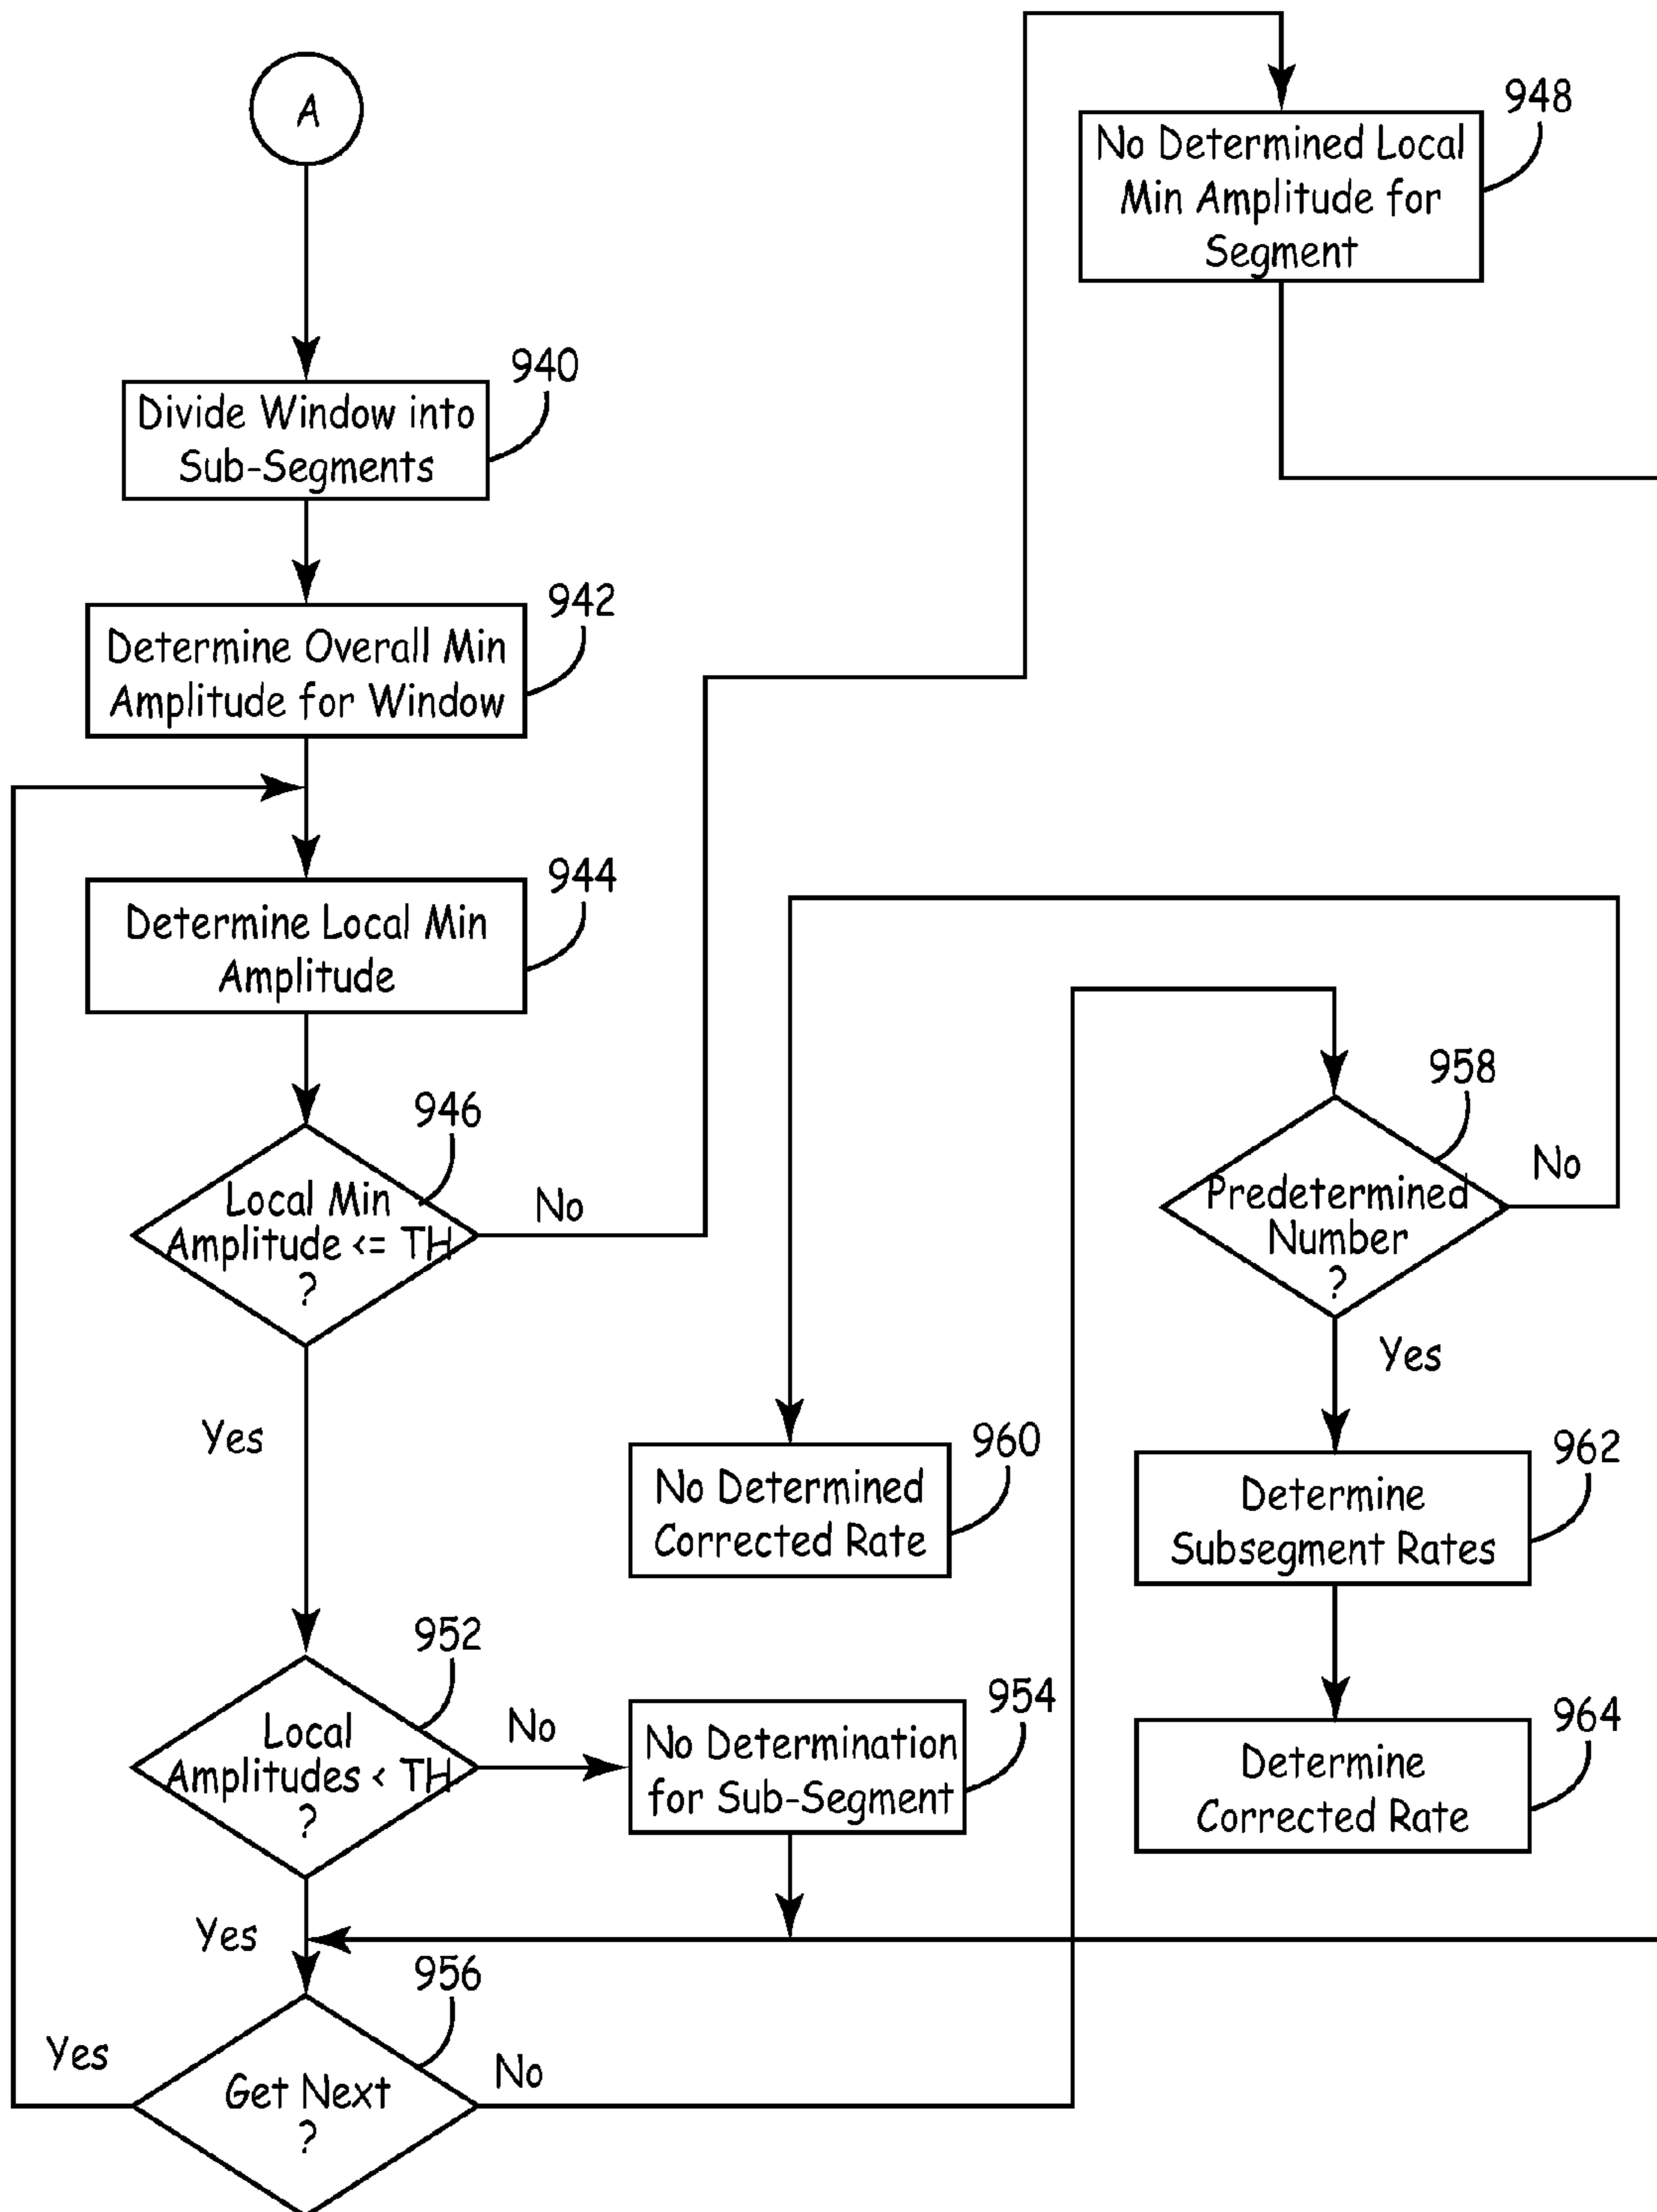 A
940
Divide Window into
Sub-Segments
942
Determine Overall Min
Amplitude for Window
944
Determine Local Min
Amplitude
946
Local Min
Amplitude <= TH
?
No
Yes
948
No Determined Local
Min Amplitude for
Segment
952
Local
Amplitudes < TH
?
No
Yes
954
No Determination
for Sub-Segment
956
Get Next
?
Yes
No
958
Predetermined
Number
?
No
Yes
960
No Determined
Corrected Rate
962
Determine
Subsegment Rates
964
Determine
Corrected Rate